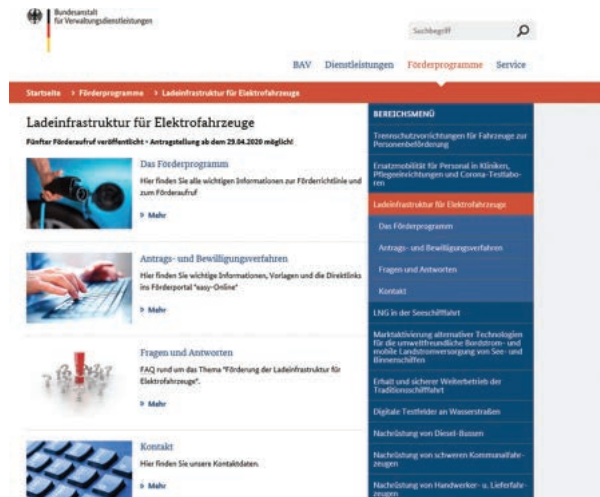 Bundesanstalt
für Verwaltungsdienstleistungen
Suchbegriff
BAV Dienstleistungen Förderprogramme Service
Startseite > Förderprogramme > Ladeinfrastruktur für Elektrofahrzeuge
Ladeinfrastruktur für Elektrofahrzeuge
Fünfter Förderaufruf veröffentlicht - Antragstellung ab dem 29.04.2020 möglich!
Das Förderprogramm
Hier finden Sie alle wichtigen Informationen zur Förderrichtlinie und
zum Förderaufruf
Mehr
Antrags- und Bewilligungsverfahren
Hier finden Sie wichtige Informationen, Vorlagen und die Direktlinks
ins Förderportal "easy-Online"
Mehr
Fragen und Antworten
FAQ rund um das Thema "Förderung der Ladeinfrastruktur für
Elektrofahrzeuge".
Mehr
Kontakt
Hier finden Sie unsere Kontaktdaten.
Mehr
BEREICHSMENÜ
Trennschutzvorrichtungen für Fahrzeuge zur
Personenbeförderung
Ersatzmobilität für Personal in Kliniken,
Pflegeeinrichtungen und Corona-Testlabo-
ren
Ladeinfrastruktur für Elektrofahrzeuge
Das Förderprogramm
Antrags- und Bewilligungsverfahren
Fragen und Antworten
Kontakt
LNG in der Seeschifffahrt
Marktaktivierung alternativer Technologien
für die umweltfreundliche Bordstrom- und
mobile Landstromversorgung von See- und
Binnenschiffen
Erhalt und sicherer Weiterbetrieb der
Traditionsschifffahrt
Digitale Testfelder an Wasserstraßen
Nachrüstung von Diesel-Bussen
Nachrüstung von schweren Kommunalfahr-
zeugen
Nachrüstung von Handwerker- u. Lieferfahr-
zeugen